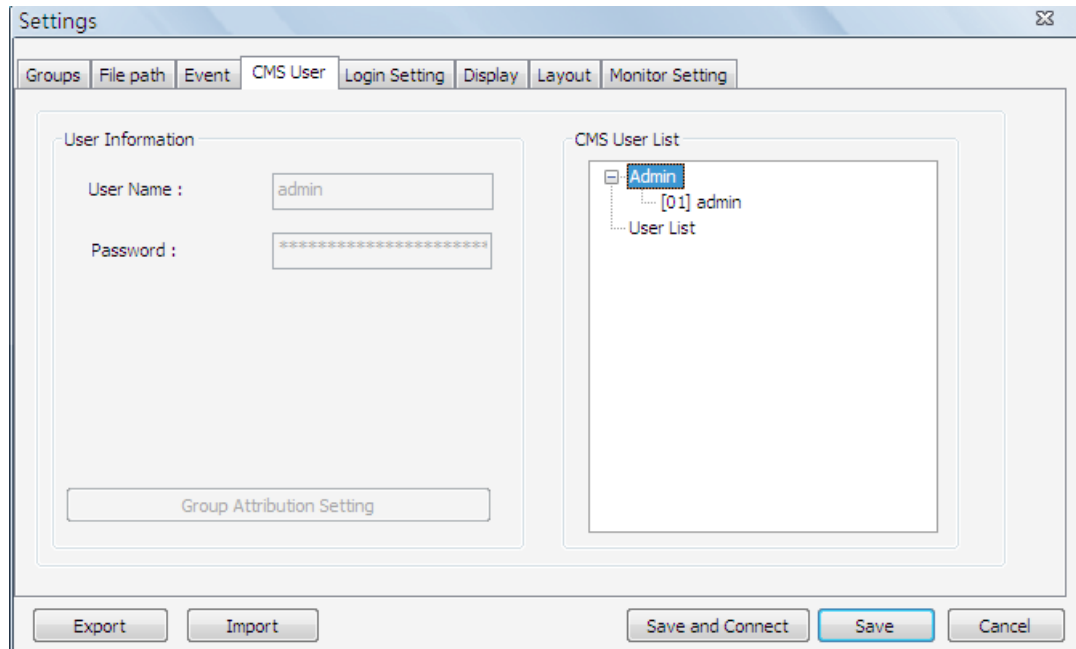 Settings
Groups File path Event CMS User Login Setting Display Layout Monitor Setting
User Information
User Name : admin
Password : ***********************
Group Attribution Setting
CMS User List
Admin
[01] admin
User List
Export Import Save and Connect Save Cancel